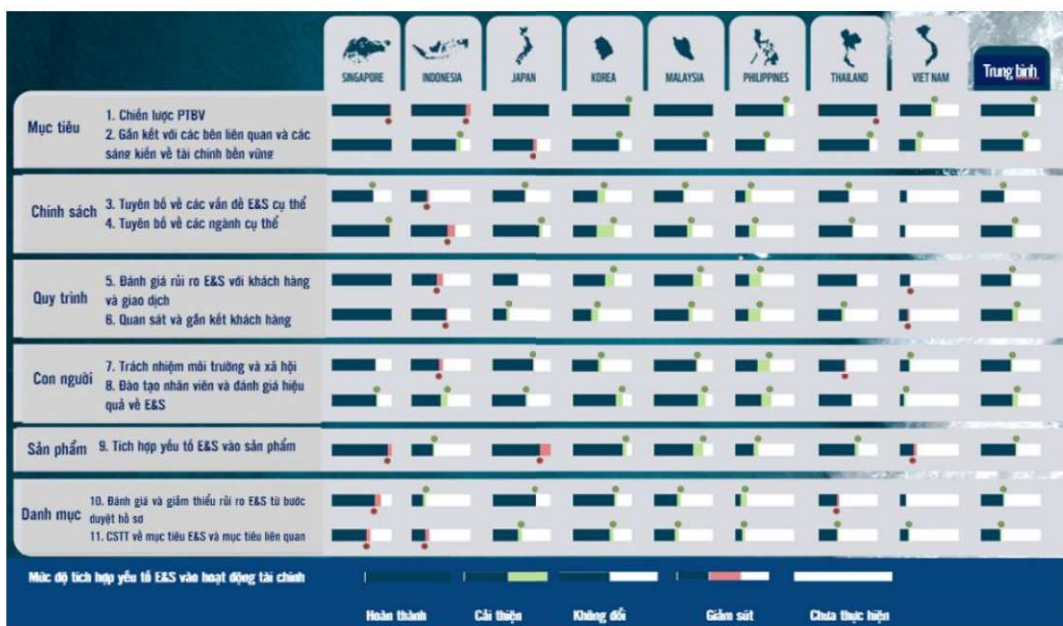 SINGAPORE
INDONESIA
JAPAN
KOREA
MALAYSIA
PHILIPPINES
THAILAND
VIET NAM
Trung bình
Mục tiêu
1. Chiến lược PTBV
2. Gắn kết với các bên liên quan và các
sáng kiến về tài chính bền vững
Chính sách
3. Tuyên bố về các vấn đề E&S cụ thể
4. Tuyên bố về các ngành cụ thể
Quy trình
5. Đánh giá rủi ro E&S với khách hàng
và giao dịch
6. Quan sát và gắn kết khách hàng
Con người
7. Trách nhiệm môi trường và xã hội
8. Đào tạo nhân viên và đánh giá hiệu
quả về E&S
Sản phẩm
9. Tích hợp yếu tố E&S vào sản phẩm
Danh mục
10. Đánh giá và giảm thiểu rủi ro E&S từ bước
duyệt hồ sơ
11. CSTT về mục tiêu E&S và mục tiêu liên quan
Mức độ tích hợp yếu tố E&S vào hoạt động tài chính
Hoàn thành
Cải thiện
Không đổi
Giảm sút
Chưa thực hiện